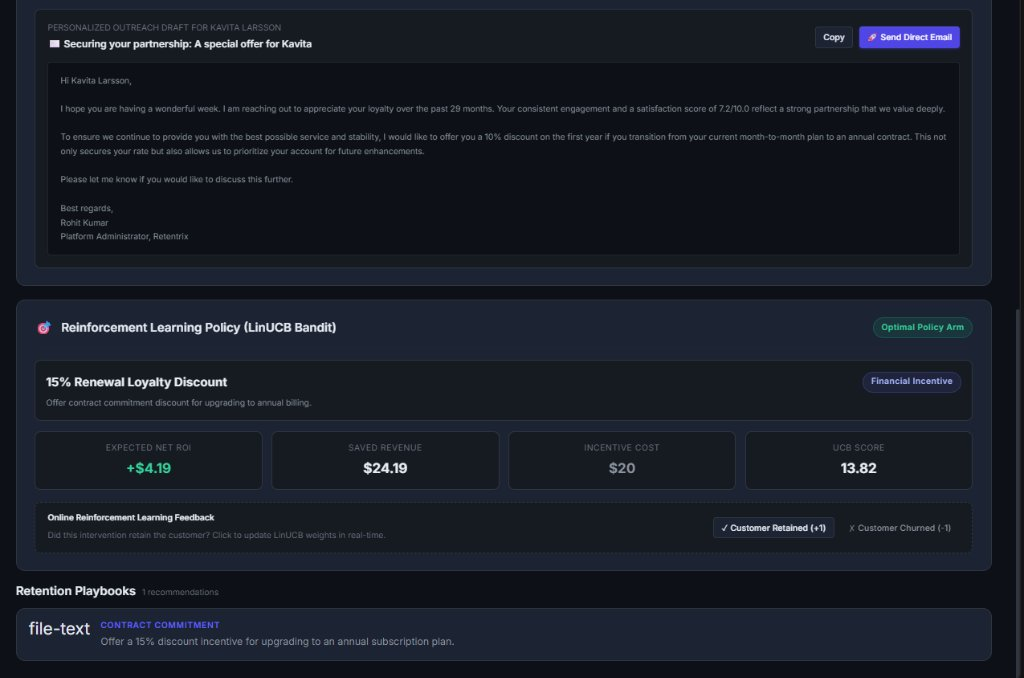 PERSONALIZED OUTREACH DRAFT FOR KAVITA LARSSON
Securing your partnership: A special offer for Kavita
Copy
Send Direct Email
Hi Kavita Larsson,
I hope you are having a wonderful week. I am reaching out to appreciate your loyalty over the past 29 months. Your consistent engagement and a satisfaction score of 7.2/10.0 reflect a strong partnership that we value deeply.
To ensure we continue to provide you with the best possible service and stability, I would like to offer you a 10% discount on the first year if you transition from your current month-to-month plan to an annual contract. This not
only secures your rate but also allows us to prioritize your account for future enhancements.
Please let me know if you would like to discuss this further.
Best regards,
Rohit Kumar
Platform Administrator, Retentrix
Reinforcement Learning Policy (LinUCB Bandit)
Optimal Policy Arm
15% Renewal Loyalty Discount
Financial Incentive
Offer contract commitment discount for upgrading to annual billing.
EXPECTED NET ROI
+$4.19
SAVED REVENUE
$24.19
INCENTIVE COST
$20
UCB SCORE
13.82
Online Reinforcement Learning Feedback
Did this intervention retain the customer? Click to update LinUCB weights in real-time.
✓ Customer Retained (+1)
✗ Customer Churned (-1)
Retention Playbooks 1 recommendations
file-text
CONTRACT COMMITMENT
Offer a 15% discount incentive for upgrading to an annual subscription plan.